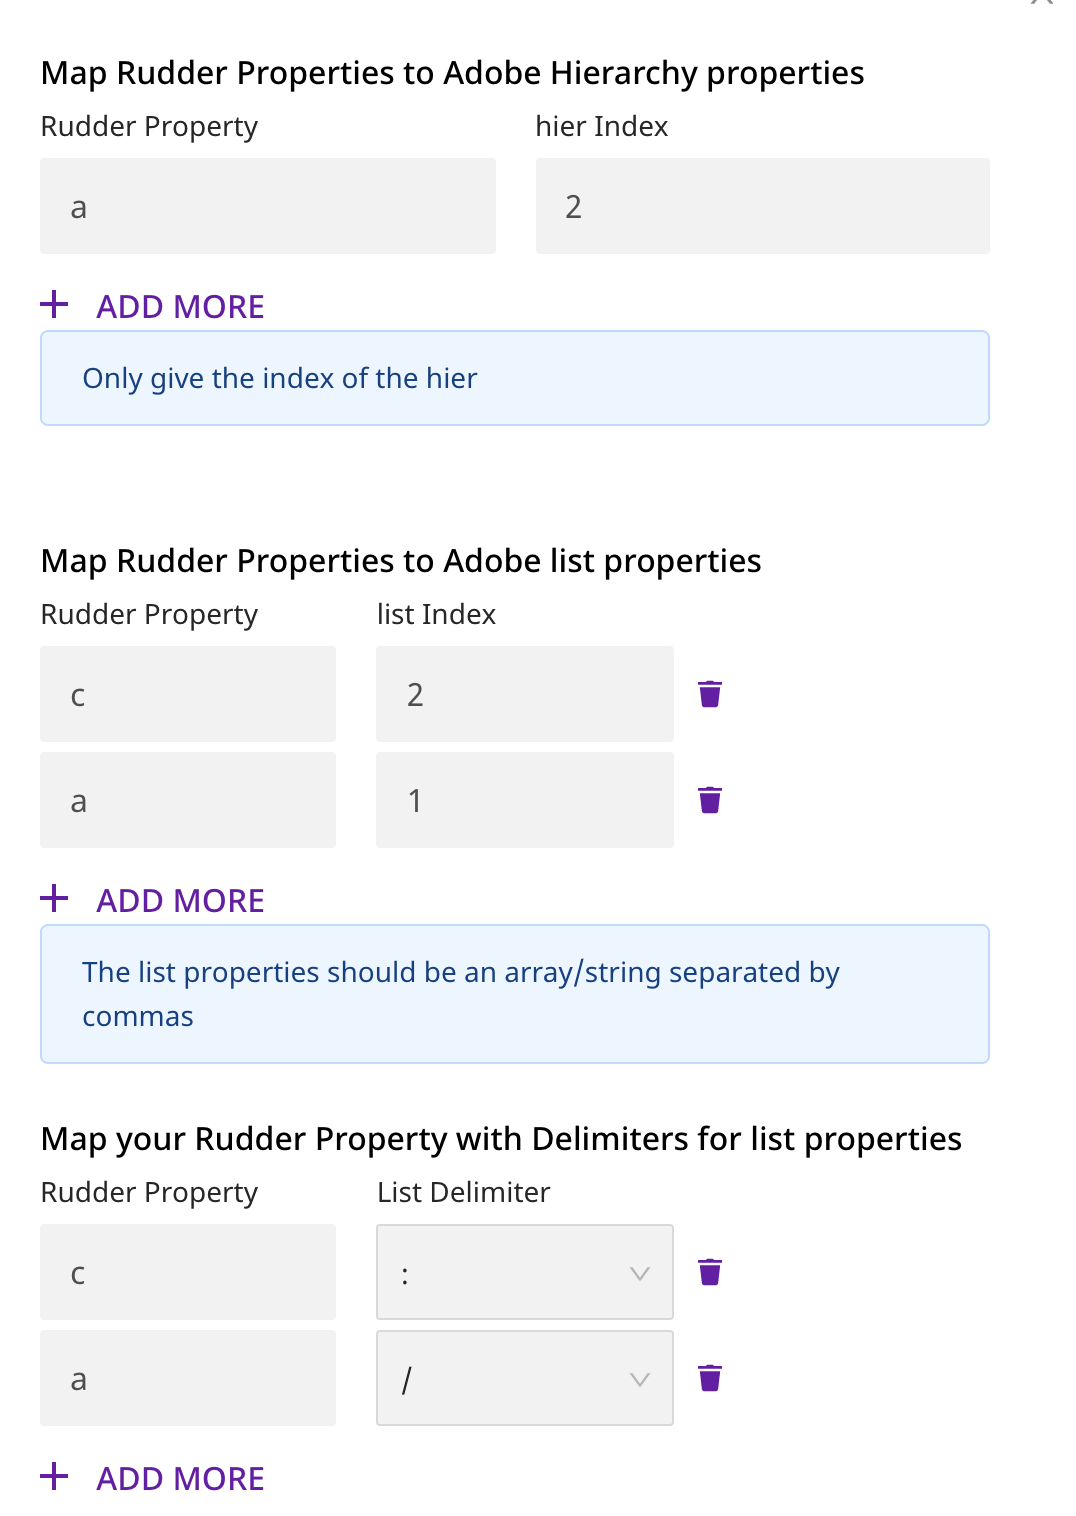 Map Rudder Properties to Adobe Hierarchy properties
Rudder Property hier Index
a 2
ADD MORE
Only give the index of the hier
Map Rudder Properties to Adobe list properties
Rudder Property list Index
c 2
a 1
ADD MORE
The list properties should be an array/string separated by
commas
Map your Rudder Property with Delimiters for list properties
Rudder Property List Delimiter
c :
a /
ADD MORE